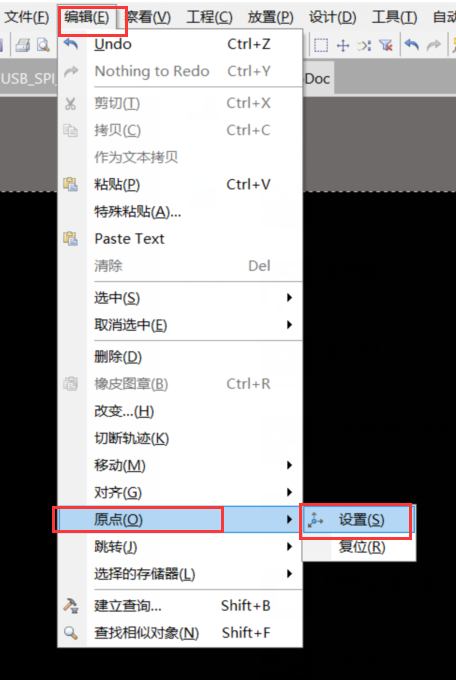 文件(F) 编辑(E) 察看(V) 工程(C) 放置(P) 设计(D) 工具(T) 自动
USB_SPI Doc
Undo Ctrl+Z
Nothing to Redo Ctrl+Y
剪切(T) Ctrl+X
拷贝(C) Ctrl+C
作为文本拷贝
粘贴(P) Ctrl+V
特殊粘贴(A)...
Paste Text
清除 Del
选中(S)
取消选中(E)
删除(D)
橡皮图章(B) Ctrl+R
改变...(H)
切断轨迹(K)
移动(M)
对齐(G)
原点(O) 设置(S)
跳转(J) 复位(R)
选择的存储器(L)
建立查询... Shift+B
查找相似对象(N) Shift+F